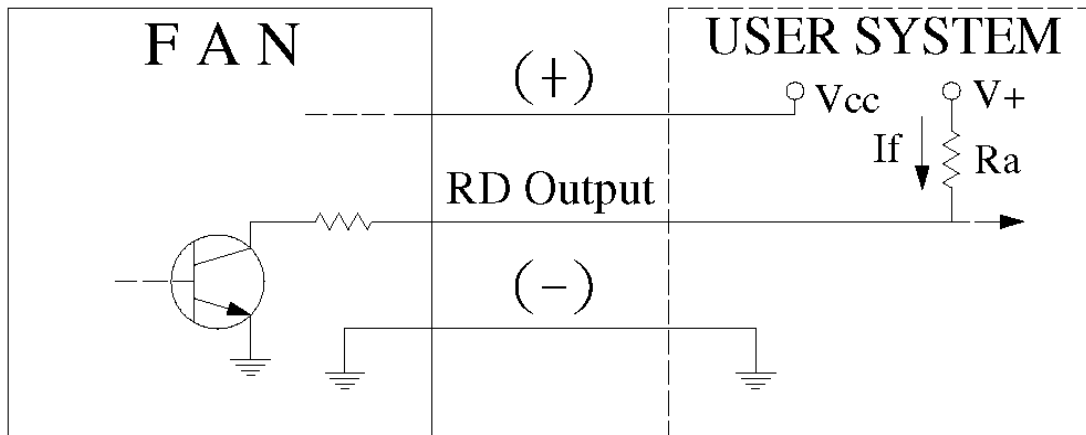 F A N
USER SYSTEM
(+)
Vcc
V+
If
Ra
RD Output
(-)